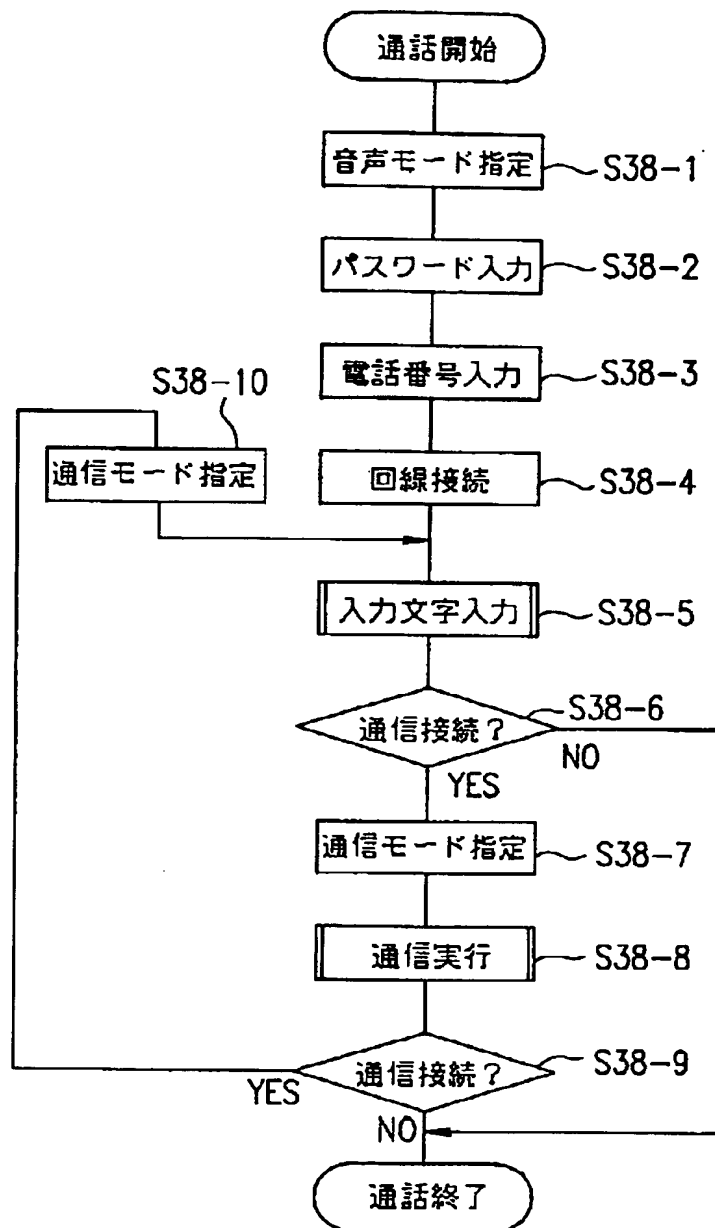 通話開始
音声モード指定
S38-1
パスワード入力
S38-2
電話番号入力
S38-3
S38-10
通信モード指定
回線接続
S38-4
入力文字入力
S38-5
通信接続?
S38-6
NO
YES
通信モード指定
S38-7
通信実行
S38-8
通信接続?
S38-9
YES
NO
通話終了